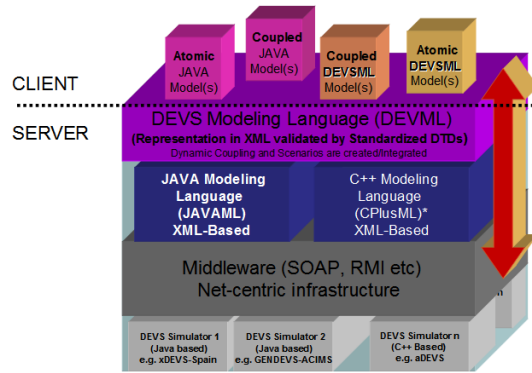 Atomic
JAVA
Model(s)
Coupled
JAVA
Model(s)
Coupled
DEVSML
Model(s)
Atomic
DEVSML
Model(s)
CLIENT
SERVER
DEVS Modeling Language (DEVML)
(Representation in XML validated by Standardized DTDs)
Dynamic Coupling and Scenarios are created/Integrated
JAVA Modeling
Language
(JAVAML)
XML-Based
C++ Modeling
Language
(CPlusML)*
XML-Based
Middleware (SOAP, RMI etc)
Net-centric infrastructure
DEVS Simulator 1
(Java based)
e.g. xDEVS-Spain
DEVS Simulator 2
(Java based)
e.g. GENDEVS-ACIMS
DEVS Simulator n
(C++ Based)
e.g. aDEVS